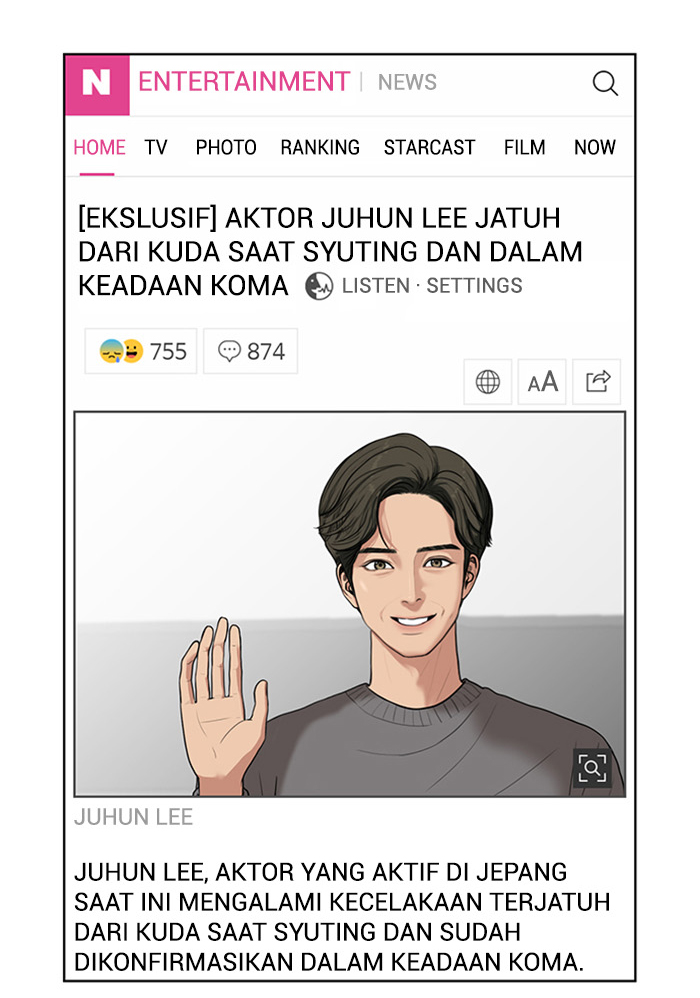 N ENTERTAINMENT | NEWS
HOME TV PHOTO RANKING STARCAST FILM NOW
[EKSLUSIF] AKTOR JUHUN LEE JATUH
DARI KUDA SAAT SYUTING DAN DALAM
KEADAAN KOMA LISTEN · SETTINGS
755 874
AA
JUHUN LEE
JUHUN LEE, AKTOR YANG AKTIF DI JEPANG
SAAT INI MENGALAMI KECELAKAAN TERJATUH
DARI KUDA SAAT SYUTING DAN SUDAH
DIKONFIRMASIKAN DALAM KEADAAN KOMA.